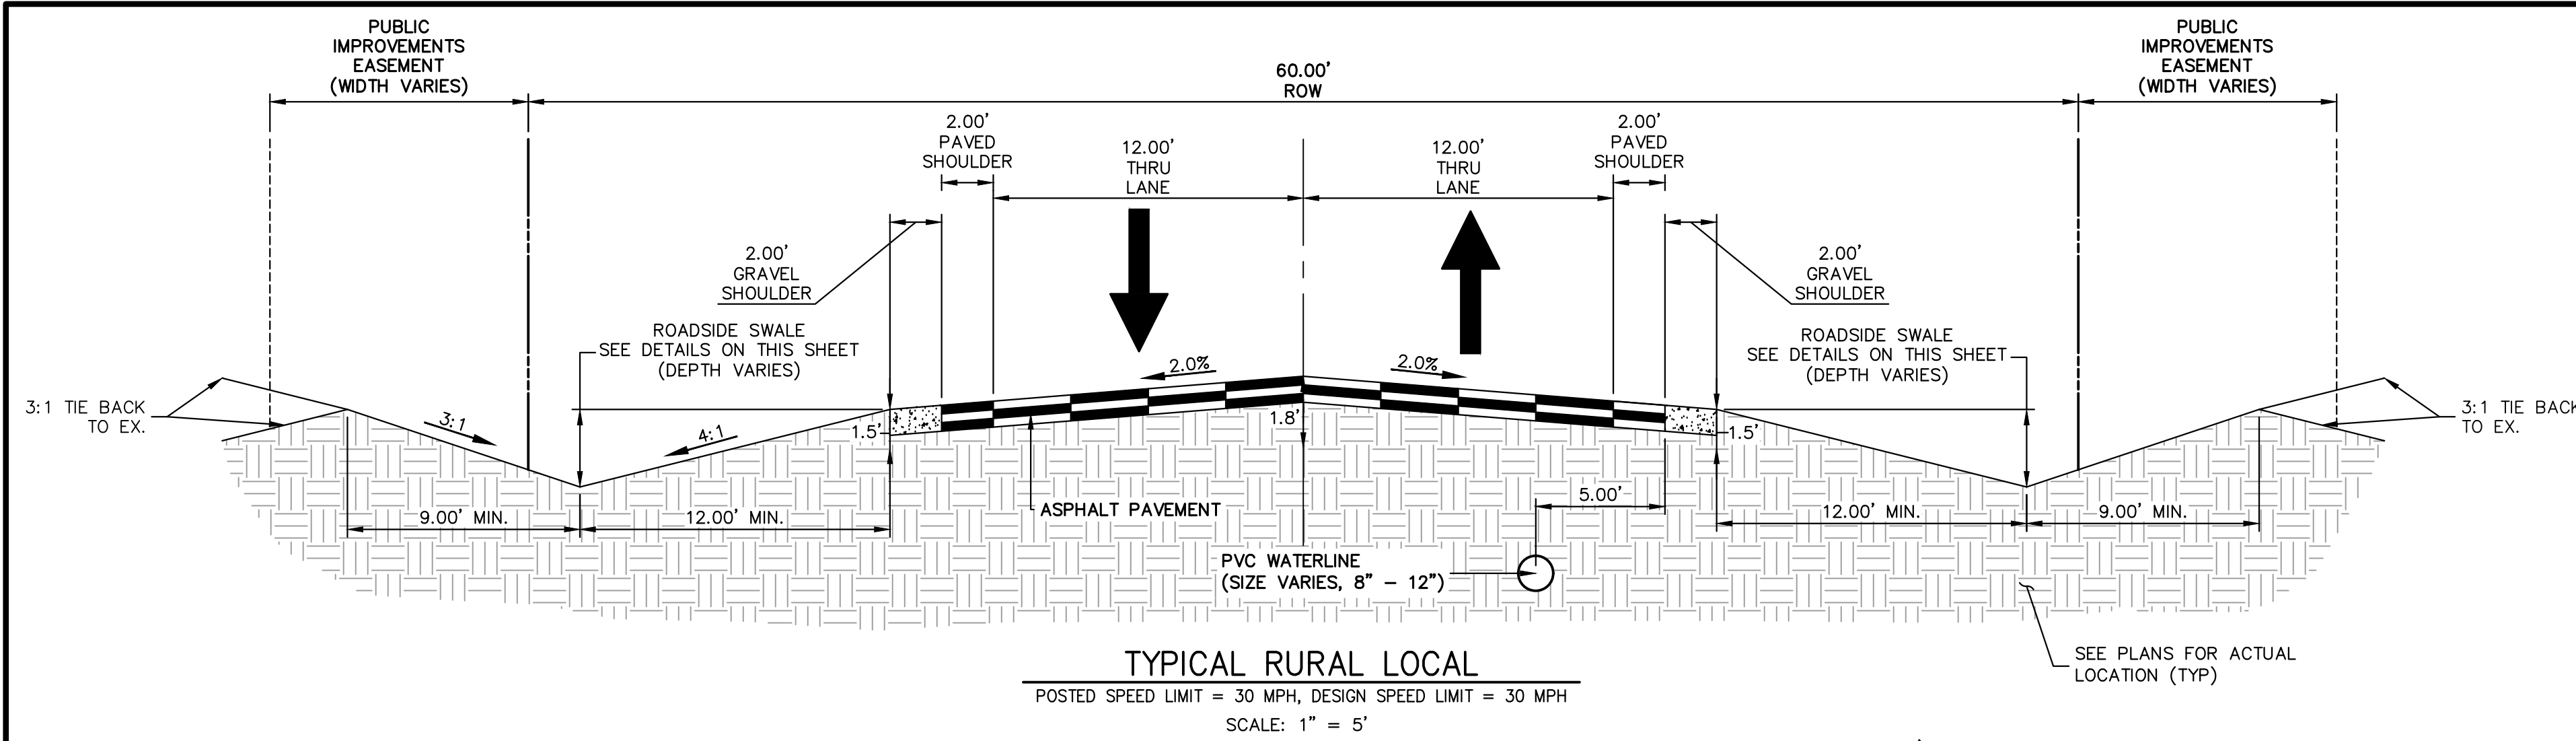 PUBLIC
IMPROVEMENTS
EASEMENT
(WIDTH VARIES)
60.00'
ROW
PUBLIC
IMPROVEMENTS
EASEMENT
(WIDTH VARIES)
2.00'
PAVED
SHOULDER
12.00'
THRU
LANE
12.00'
THRU
LANE
2.00'
PAVED
SHOULDER
2.00'
GRAVEL
SHOULDER
2.00'
GRAVEL
SHOULDER
ROADSIDE SWALE
SEE DETAILS ON THIS SHEET
(DEPTH VARIES)
ROADSIDE SWALE
SEE DETAILS ON THIS SHEET
(DEPTH VARIES)
2.0%
2.0%
3:1 TIE BACK
TO EX.
3:1
4:1
1.5'
1.8'
1.5'
3:1 TIE BACK
TO EX.
9.00' MIN.
12.00' MIN.
ASPHALT PAVEMENT
5.00'
12.00' MIN.
9.00' MIN.
PVC WATERLINE
(SIZE VARIES, 8" - 12")
SEE PLANS FOR ACTUAL
LOCATION (TYP)
TYPICAL RURAL LOCAL
POSTED SPEED LIMIT = 30 MPH, DESIGN SPEED LIMIT = 30 MPH
SCALE: 1" = 5'